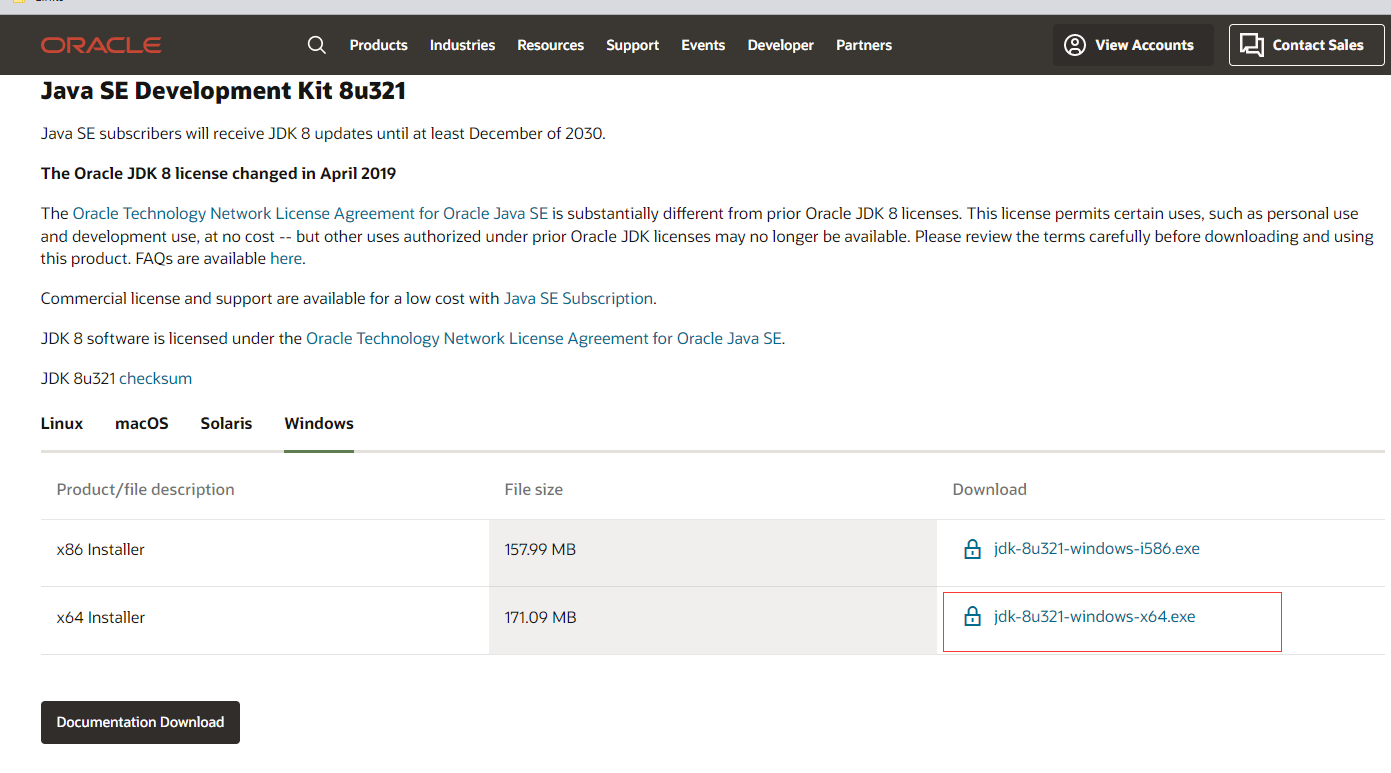 ORACLE Products Industries Resources Support Events Developer Partners View Accounts Contact Sales
Java SE Development Kit 8u321
Java SE subscribers will receive JDK 8 updates until at least December of 2030.
The Oracle JDK 8 license changed in April 2019
The Oracle Technology Network License Agreement for Oracle Java SE is substantially different from prior Oracle JDK 8 licenses. This license permits certain uses, such as personal use
and development use, at no cost -- but other uses authorized under prior Oracle JDK licenses may no longer be available. Please review the terms carefully before downloading and using
this product. FAQs are available here.
Commercial license and support are available for a low cost with Java SE Subscription.
JDK 8 software is licensed under the Oracle Technology Network License Agreement for Oracle Java SE.
JDK 8u321 checksum
Linux macOS Solaris Windows
Product/file description File size Download
x86 Installer 157.99 MB jdk-8u321-windows-i586.exe
x64 Installer 171.09 MB jdk-8u321-windows-x64.exe
Documentation Download